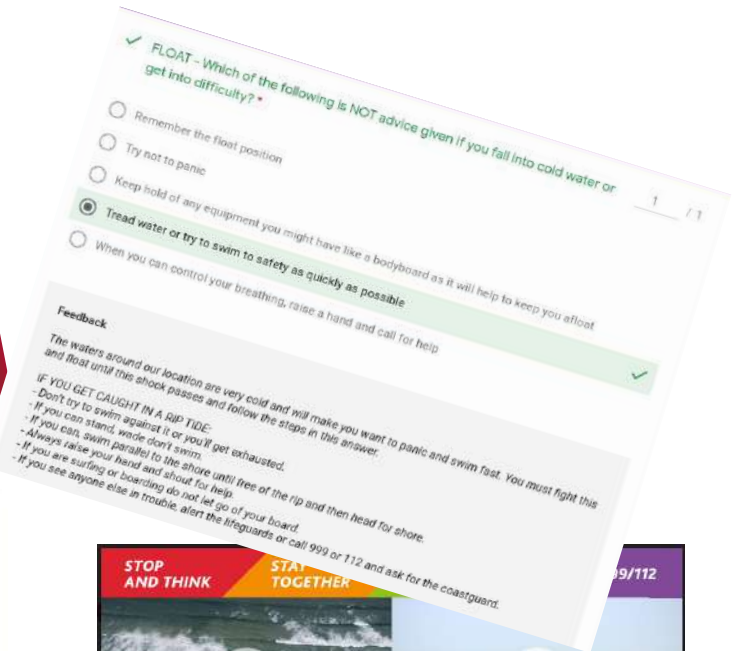 FLOAT - Which of the following is NOT advice given if you fall into cold water or
get into difficulty? *
1 / 1
Remember the float position
Try not to panic
Keep hold of any equipment you might have like a bodyboard as it will help to keep you afloat
Tread water or try to swim to safety as quickly as possible
When you can control your breathing, raise a hand and call for help
Feedback
The waters around our location are very cold and will make you want to panic and swim fast. You must fight this
and float until this shock passes and follow the steps in this answer.
IF YOU GET CAUGHT IN A RIP TIDE:
- Don't try to swim against it or you'll get exhausted.
- If you can stand, wade don't swim.
- If you can, swim parallel to the shore until free of the rip and then head for shore.
- Always raise your hand and shout for help.
- If you are surfing or boarding do not let go of your board.
- If you see anyone else in trouble, alert the lifeguards or call 999 or 112 and ask for the coastguard.
STOP
AND THINK
STAY
TOGETHER
99/112